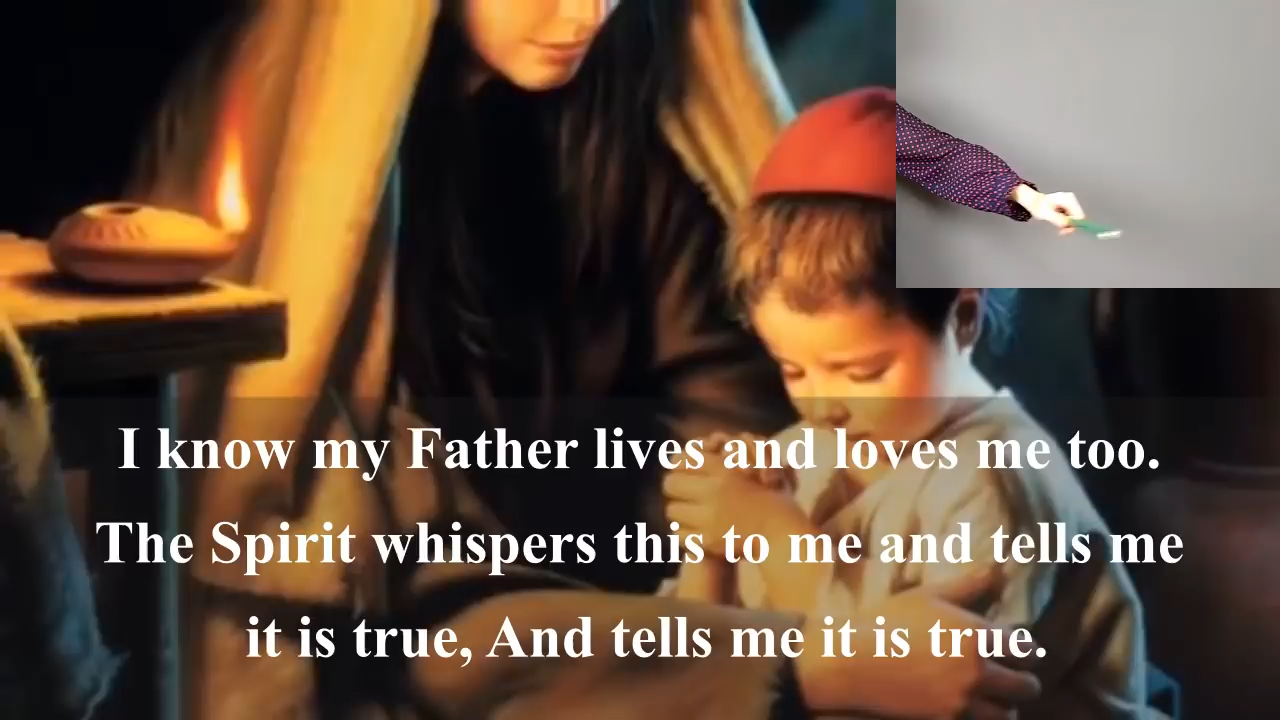 I know my Father lives and loves me too.
The Spirit whispers this to me and tells me
it is true, And tells me it is true.